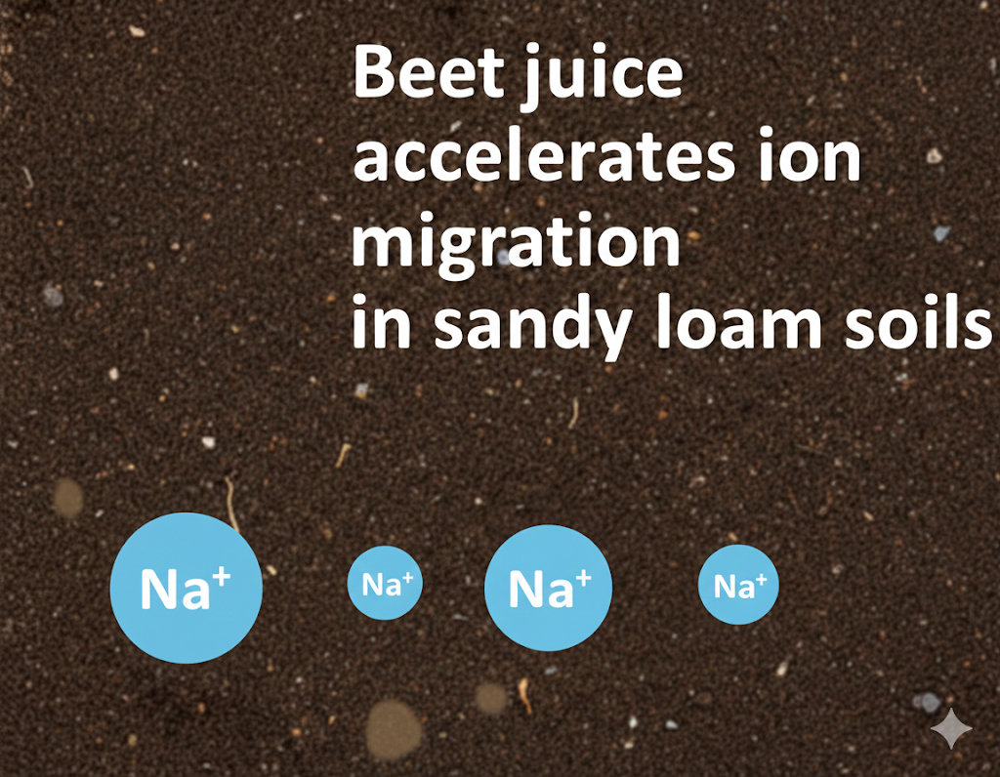 Beet juice
accelerates ion
migration
in sandy loam soils
Na⁺ Na⁺ Na⁺ Na⁺